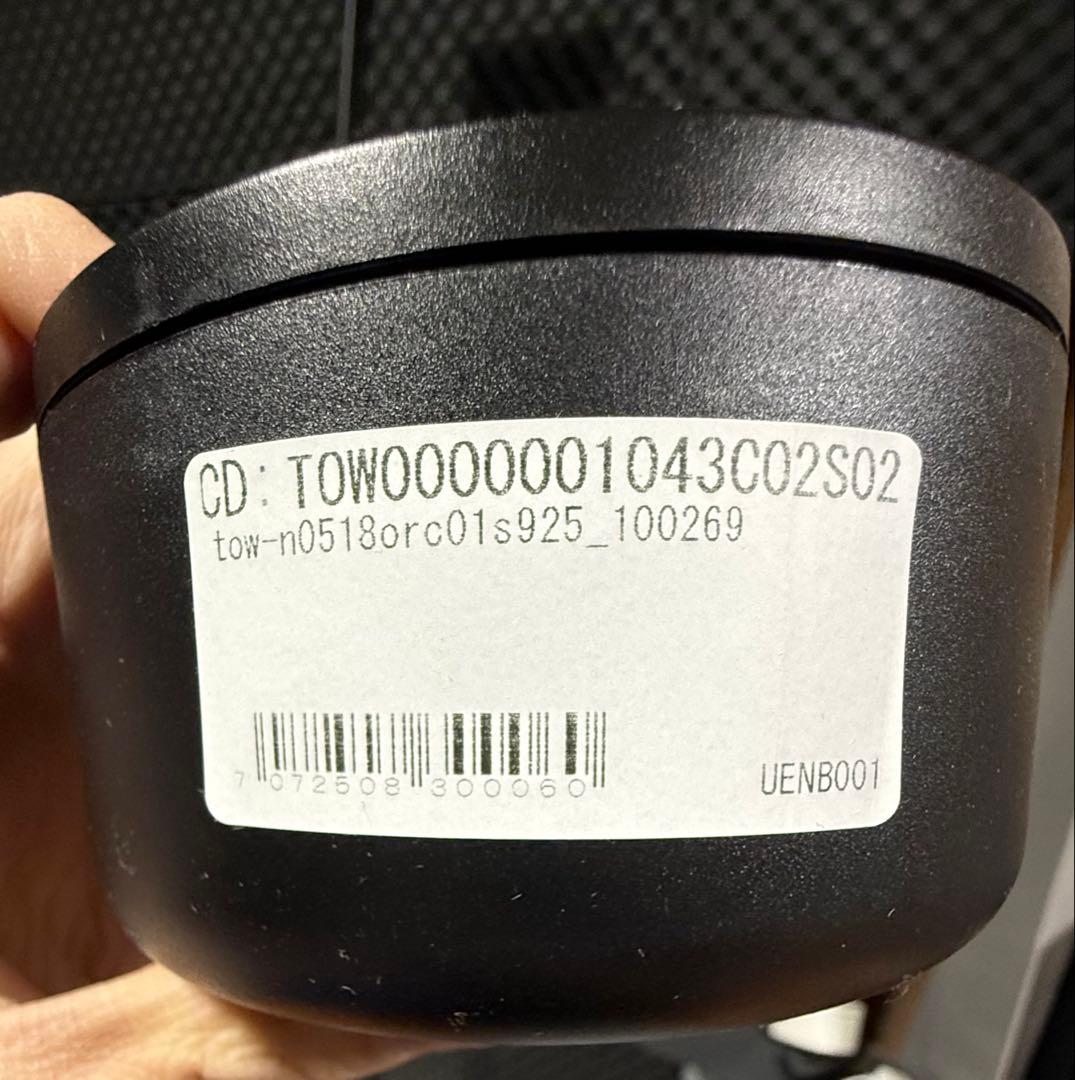 CD:TOW0000001043C02S02
tow-n0518orc01s925_100269
7 072508 300060
UENB001